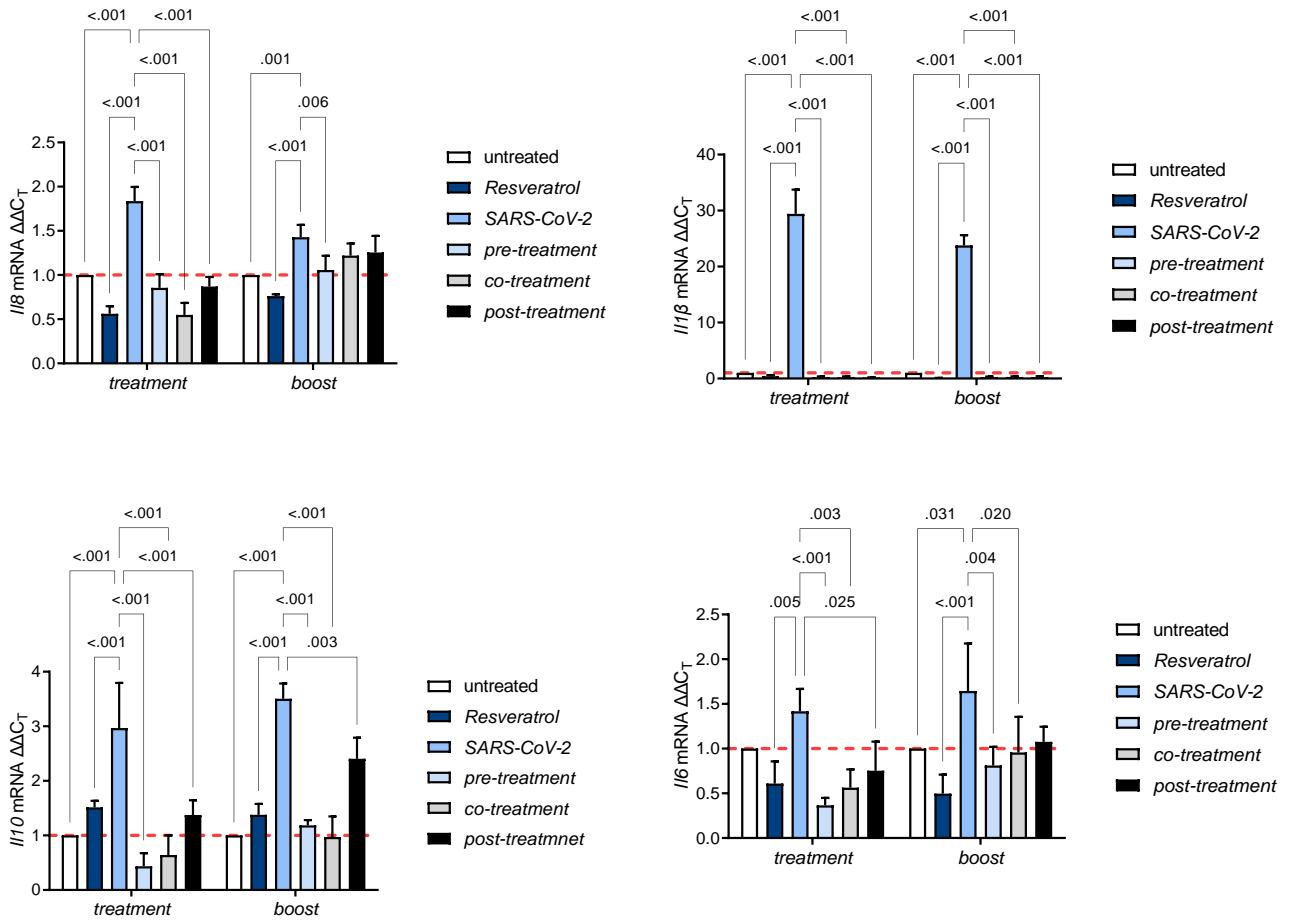 <.001 <.001
<.001
.001
<.001
.006
<.001
<.001
2.5
2.0
1.5
1.0
0.5
0.0
Il8 mRNA ΔΔCT
treatment boost
untreated
Resveratrol
SARS-CoV-2
pre-treatment
co-treatment
post-treatment
<.001 <.001
<.001 <.001 <.001 <.001
<.001 <.001
<.001 <.001
40
30
20
10
0
Il1β mRNA ΔΔCT
treatment boost
untreated
Resveratrol
SARS-CoV-2
pre-treatment
co-treatment
post-treatment
<.001 <.001
<.001 <.001 <.001
<.001 <.001
<.001 <.001 .003
4
3
2
1
0
Il10 mRNA ΔΔCT
treatment boost
untreated
Resveratrol
SARS-CoV-2
pre-treatment
co-treatment
post-treatmnet
.003 .031 .020
<.001 .004
.005 .025 <.001
2.5
2.0
1.5
1.0
0.5
0.0
Il6 mRNA ΔΔCT
treatment boost
untreated
Resveratrol
SARS-CoV-2
pre-treatment
co-treatment
post-treatment